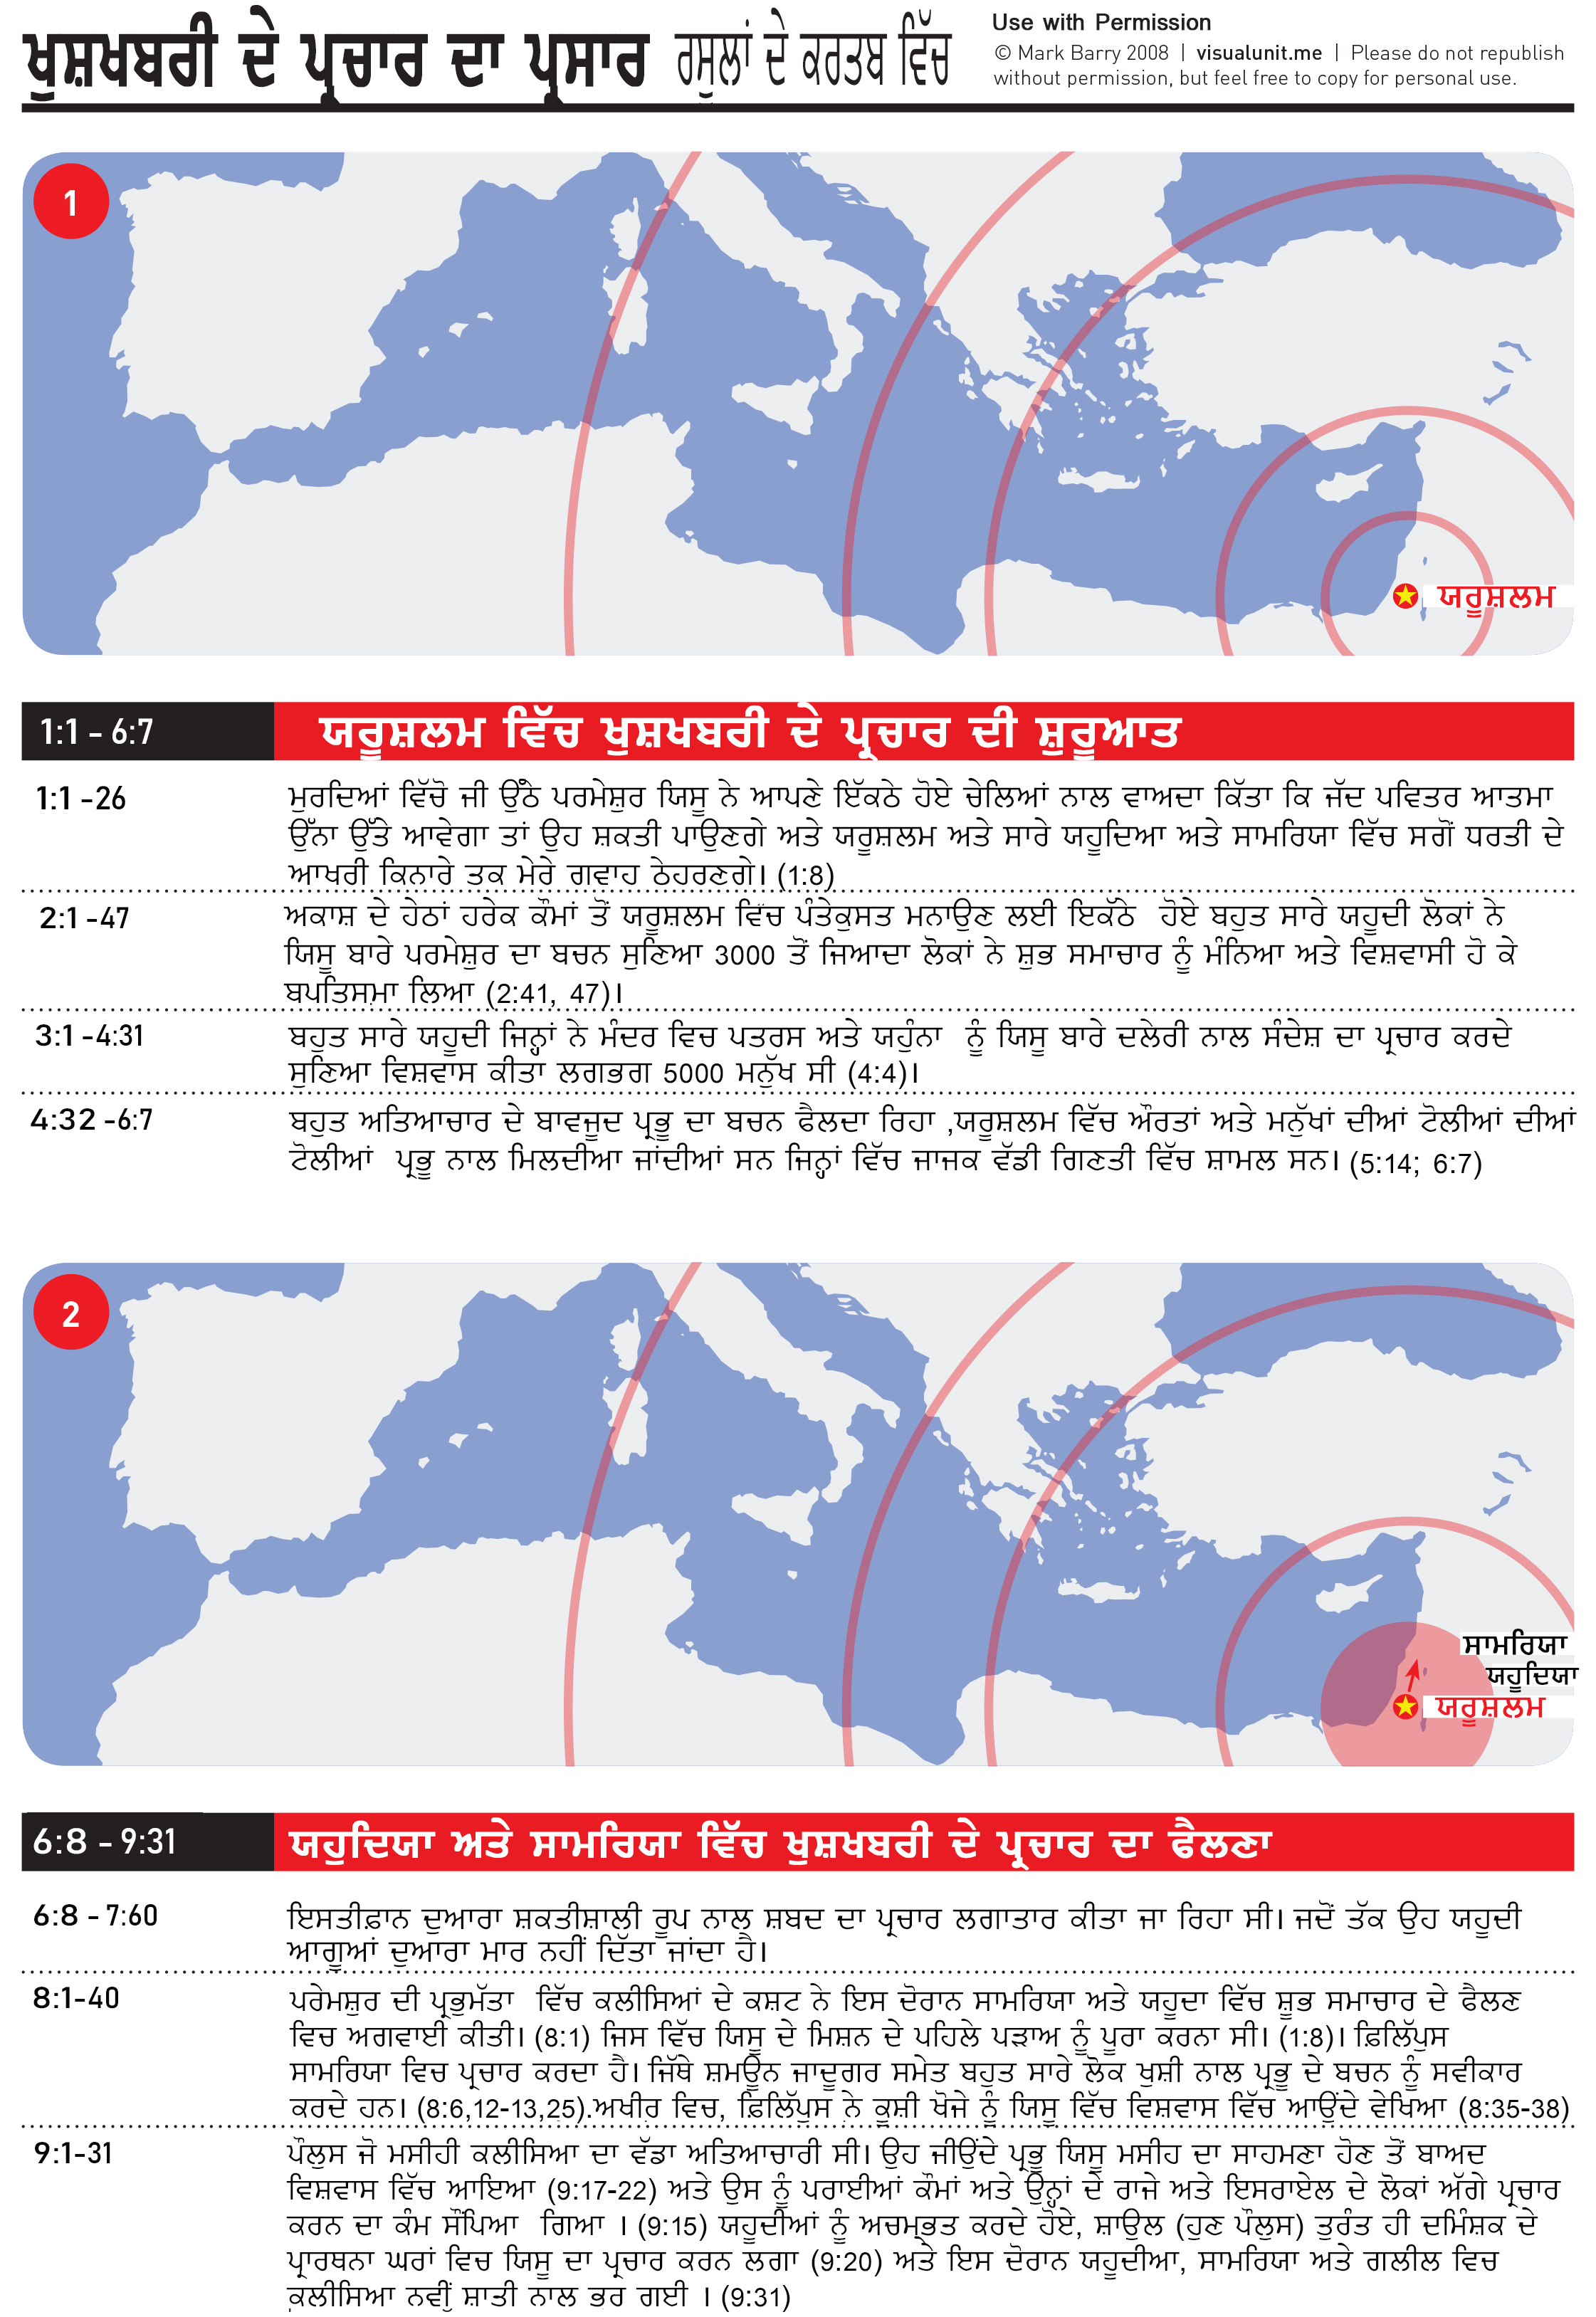 ਖੁਸ਼ਖਬਰੀ ਦੇ ਪ੍ਰਚਾਰ ਦਾ ਪ੍ਰਸਾਰ ਰਸੂਲਾਂ ਦੇ ਕਰਤਬ ਵਿੱਚ
Use with Permission
© Mark Barry 2008 | visualunit.me | Please do not republish
without permission, but feel free to copy for personal use.
1
ਯਰੂਸ਼ਲਮ
1:1 - 6:7 ਯਰੂਸ਼ਲਮ ਵਿੱਚ ਖੁਸ਼ਖਬਰੀ ਦੇ ਪ੍ਰਚਾਰ ਦੀ ਸ਼ੁਰੂਆਤ
1:1 -26 ਮੁਰਦਿਆਂ ਵਿੱਚੋ ਜੀ ਉੱਠੇ ਪਰਮੇਸ਼ੁਰ ਯਿਸੂ ਨੇ ਆਪਣੇ ਇੱਕਠੇ ਹੋਏ ਚੇਲਿਆਂ ਨਾਲ ਵਾਅਦਾ ਕਿੱਤਾ ਕਿ ਜੱਦ ਪਵਿਤਰ ਆਤਮਾ
ਉੱਨਾ ਉੱਤੇ ਆਵੇਗਾ ਤਾਂ ਉਹ ਸ਼ਕਤੀ ਪਾਉਣਗੇ ਅਤੇ ਯਰੂਸ਼ਲਮ ਅਤੇ ਸਾਰੇ ਯਹੂਦਿਆ ਅਤੇ ਸਾਮਰਿਯਾ ਵਿੱਚ ਸਗੋਂ ਧਰਤੀ ਦੇ
ਆਖਰੀ ਕਿਨਾਰੇ ਤਕ ਮੇਰੇ ਗਵਾਹ ਠੇਹਰਣਗੇ। (1:8)
2:1 -47 ਅਕਾਸ਼ ਦੇ ਹੇਠਾਂ ਹਰੇਕ ਕੌਮਾਂ ਤੋਂ ਯਰੂਸ਼ਲਮ ਵਿੱਚ ਪੰਤੇਕੁਸਤ ਮਨਾਉਣ ਲਈ ਇਕੱਠੇ ਹੋਏ ਬਹੁਤ ਸਾਰੇ ਯਹੂਦੀ ਲੋਕਾਂ ਨੇ
ਯਿਸੂ ਬਾਰੇ ਪਰਮੇਸ਼ੁਰ ਦਾ ਬਚਨ ਸੁਣਿਆ 3000 ਤੋਂ ਜਿਆਦਾ ਲੋਕਾਂ ਨੇ ਸ਼ੁਭ ਸਮਾਚਾਰ ਨੂੰ ਮੰਨਿਆ ਅਤੇ ਵਿਸ਼ਵਾਸੀ ਹੋ ਕੇ
ਬਪਤਿਸਮਾ ਲਿਆ (2:41, 47)।
3:1 -4:31 ਬਹੁਤ ਸਾਰੇ ਯਹੂਦੀ ਜਿਨ੍ਹਾਂ ਨੇ ਮੰਦਰ ਵਿਚ ਪਤਰਸ ਅਤੇ ਯਹੁੰਨਾ ਨੂੰ ਯਿਸੂ ਬਾਰੇ ਦਲੇਰੀ ਨਾਲ ਸੰਦੇਸ਼ ਦਾ ਪ੍ਰਚਾਰ ਕਰਦੇ
ਸੁਣਿਆ ਵਿਸ਼ਵਾਸ ਕੀਤਾ ਲਗਭਗ 5000 ਮਨੁੱਖ ਸੀ (4:4)।
4:32 -6:7 ਬਹੁਤ ਅਤਿਆਚਾਰ ਦੇ ਬਾਵਜੂਦ ਪ੍ਰਭੂ ਦਾ ਬਚਨ ਫੈਲਦਾ ਰਿਹਾ ,ਯਰੂਸ਼ਲਮ ਵਿੱਚ ਔਰਤਾਂ ਅਤੇ ਮਨੁੱਖਾਂ ਦੀਆਂ ਟੋਲੀਆਂ ਦੀਆਂ
ਟੋਲੀਆਂ ਪ੍ਰਭੂ ਨਾਲ ਮਿਲਦੀਆ ਜਾਂਦੀਆਂ ਸਨ ਜਿਨ੍ਹਾਂ ਵਿੱਚ ਜਾਜਕ ਵੱਡੀ ਗਿਣਤੀ ਵਿੱਚ ਸ਼ਾਮਲ ਸਨ। (5:14; 6:7)
2
ਸਾਮਰਿਯਾ
ਯਹੂਦਿਯਾ
ਯਰੂਸ਼ਲਮ
6:8 - 9:31 ਯਹੁਦਿਯਾ ਅਤੇ ਸਾਮਰਿਯਾ ਵਿੱਚ ਖੁਸ਼ਖਬਰੀ ਦੇ ਪ੍ਰਚਾਰ ਦਾ ਫੈਲਣਾ
6:8 - 7:60 ਇਸਤੀਫ਼ਾਨ ਦੁਆਰਾ ਸ਼ਕਤੀਸ਼ਾਲੀ ਰੂਪ ਨਾਲ ਸ਼ਬਦ ਦਾ ਪ੍ਰਚਾਰ ਲਗਾਤਾਰ ਕੀਤਾ ਜਾ ਰਿਹਾ ਸੀ। ਜਦੋਂ ਤੱਕ ਉਹ ਯਹੂਦੀ
ਆਗੂਆਂ ਦੁਆਰਾ ਮਾਰ ਨਹੀਂ ਦਿੱਤਾ ਜਾਂਦਾ ਹੈ।
8:1-40 ਪਰੇਮਸ਼ੁਰ ਦੀ ਪ੍ਰਭੁਮੱਤਾ ਵਿੱਚ ਕਲੀਸਿਆਂ ਦੇ ਕਸ਼ਟ ਨੇ ਇਸ ਦੋਰਾਨ ਸਾਮਰਿਯਾ ਅਤੇ ਯਹੂਦਾ ਵਿੱਚ ਸ਼ੂਭ ਸਮਾਚਾਰ ਦੇ ਫੈਲਣ
ਵਿਚ ਅਗਵਾਈ ਕੀਤੀ। (8:1) ਜਿਸ ਵਿੱਚ ਯਿਸੂ ਦੇ ਮਿਸ਼ਨ ਦੇ ਪਹਿਲੇ ਪੜਾਅ ਨੂੰ ਪੂਰਾ ਕਰਨਾ ਸੀ। (1:8)। ਫ਼ਿਲਿੱਪੁਸ
ਸਾਮਰਿਯਾ ਵਿਚ ਪ੍ਰਚਾਰ ਕਰਦਾ ਹੈ। ਜਿੱਥੇ ਸ਼ਮਊਨ ਜਾਦੂਗਰ ਸਮੇਤ ਬਹੁਤ ਸਾਰੇ ਲੋਕ ਖੁਸ਼ੀ ਨਾਲ ਪ੍ਰਭੂ ਦੇ ਬਚਨ ਨੂੰ ਸਵੀਕਾਰ
ਕਰਦੇ ਹਨ। (8:6,12-13,25).ਅਖੀਰ ਵਿਚ, ਫ਼ਿਲਿੱਪੁਸ ਨੇ ਕੂਸ਼ੀ ਖੋਜੇ ਨੂੰ ਯਿਸੂ ਵਿੱਚ ਵਿਸ਼ਵਾਸ ਵਿੱਚ ਆਉਂਦੇ ਵੇਖਿਆ (8:35-38)
9:1-31 ਪੌਲੁਸ ਜੋ ਮਸੀਹੀ ਕਲੀਸਿਆ ਦਾ ਵੱਡਾ ਅਤਿਆਚਾਰੀ ਸੀ। ਉਹ ਜੀਉਂਦੇ ਪ੍ਰਭੂ ਯਿਸੂ ਮਸੀਹ ਦਾ ਸਾਹਮਣਾ ਹੋਣ ਤੋਂ ਬਾਅਦ
ਵਿਸ਼ਵਾਸ ਵਿੱਚ ਆਇਆ (9:17-22) ਅਤੇ ਉਸ ਨੂੰ ਪਰਾਈਆਂ ਕੌਮਾਂ ਅਤੇ ਉਨ੍ਹਾਂ ਦੇ ਰਾਜੇ ਅਤੇ ਇਸਰਾਏਲ ਦੇ ਲੋਕਾਂ ਅੱਗੇ ਪ੍ਰਚਾਰ
ਕਰਨ ਦਾ ਕੰਮ ਸੌਂਪਿਆ ਗਿਆ । (9:15) ਯਹੂਦੀਆਂ ਨੂੰ ਅਚਮ੍ਭਤ ਕਰਦੇ ਹੋਏ, ਸ਼ਾਉਲ (ਹੁਣ ਪੌਲੁਸ) ਤੁਰੰਤ ਹੀ ਦਮਿੰਸ਼ਕ ਦੇ
ਪ੍ਰਾਰਥਨਾ ਘਰਾਂ ਵਿਚ ਯਿਸੂ ਦਾ ਪ੍ਰਚਾਰ ਕਰਨ ਲਗਾ (9:20) ਅਤੇ ਇਸ ਦੋਰਾਨ ਯਹੂਦੀਆ, ਸਾਮਰਿਯਾ ਅਤੇ ਗਲੀਲ ਵਿਚ
ਕਲੀਸਿਆ ਨਵੀਂ ਸ਼ਾਤੀ ਨਾਲ ਭਰ ਗਈ । (9:31)